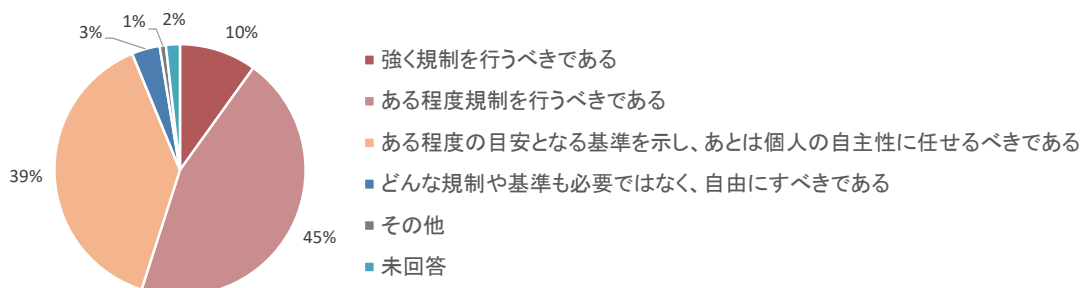 1%
2%
3%
10%
39%
45%
強く規制を行うべきである
ある程度規制を行うべきである
ある程度の目安となる基準を示し、あとは個人の自主性に任せるべきである
どんな規制や基準も必要ではなく、自由にすべきである
その他
未回答